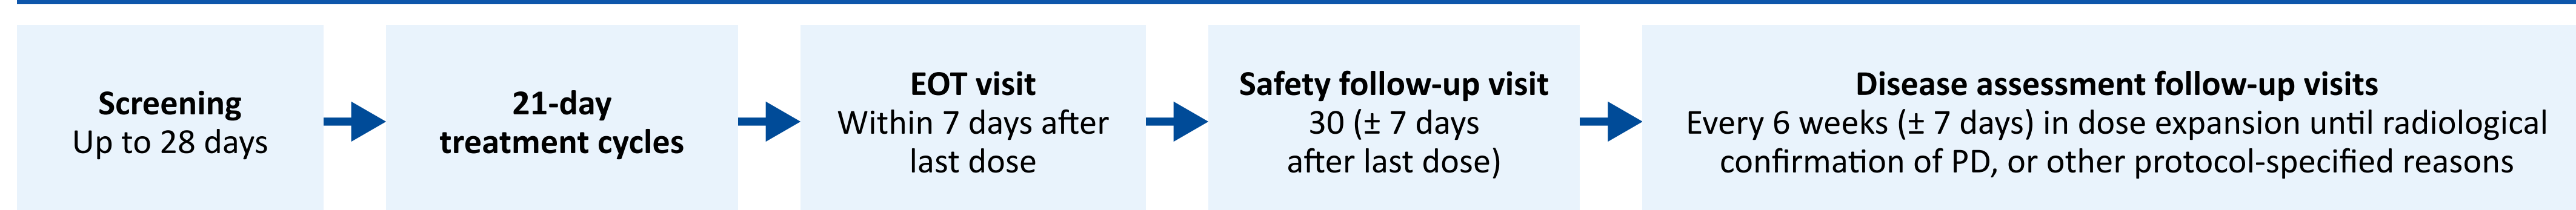 Screening
Up to 28 days
21-day
treatment cycles
EOT visit
Within 7 days after
last dose
Safety follow-up visit
30 (± 7 days
after last dose)
Disease assessment follow-up visits
Every 6 weeks (± 7 days) in dose expansion until radiological
confirmation of PD, or other protocol-specified reasons